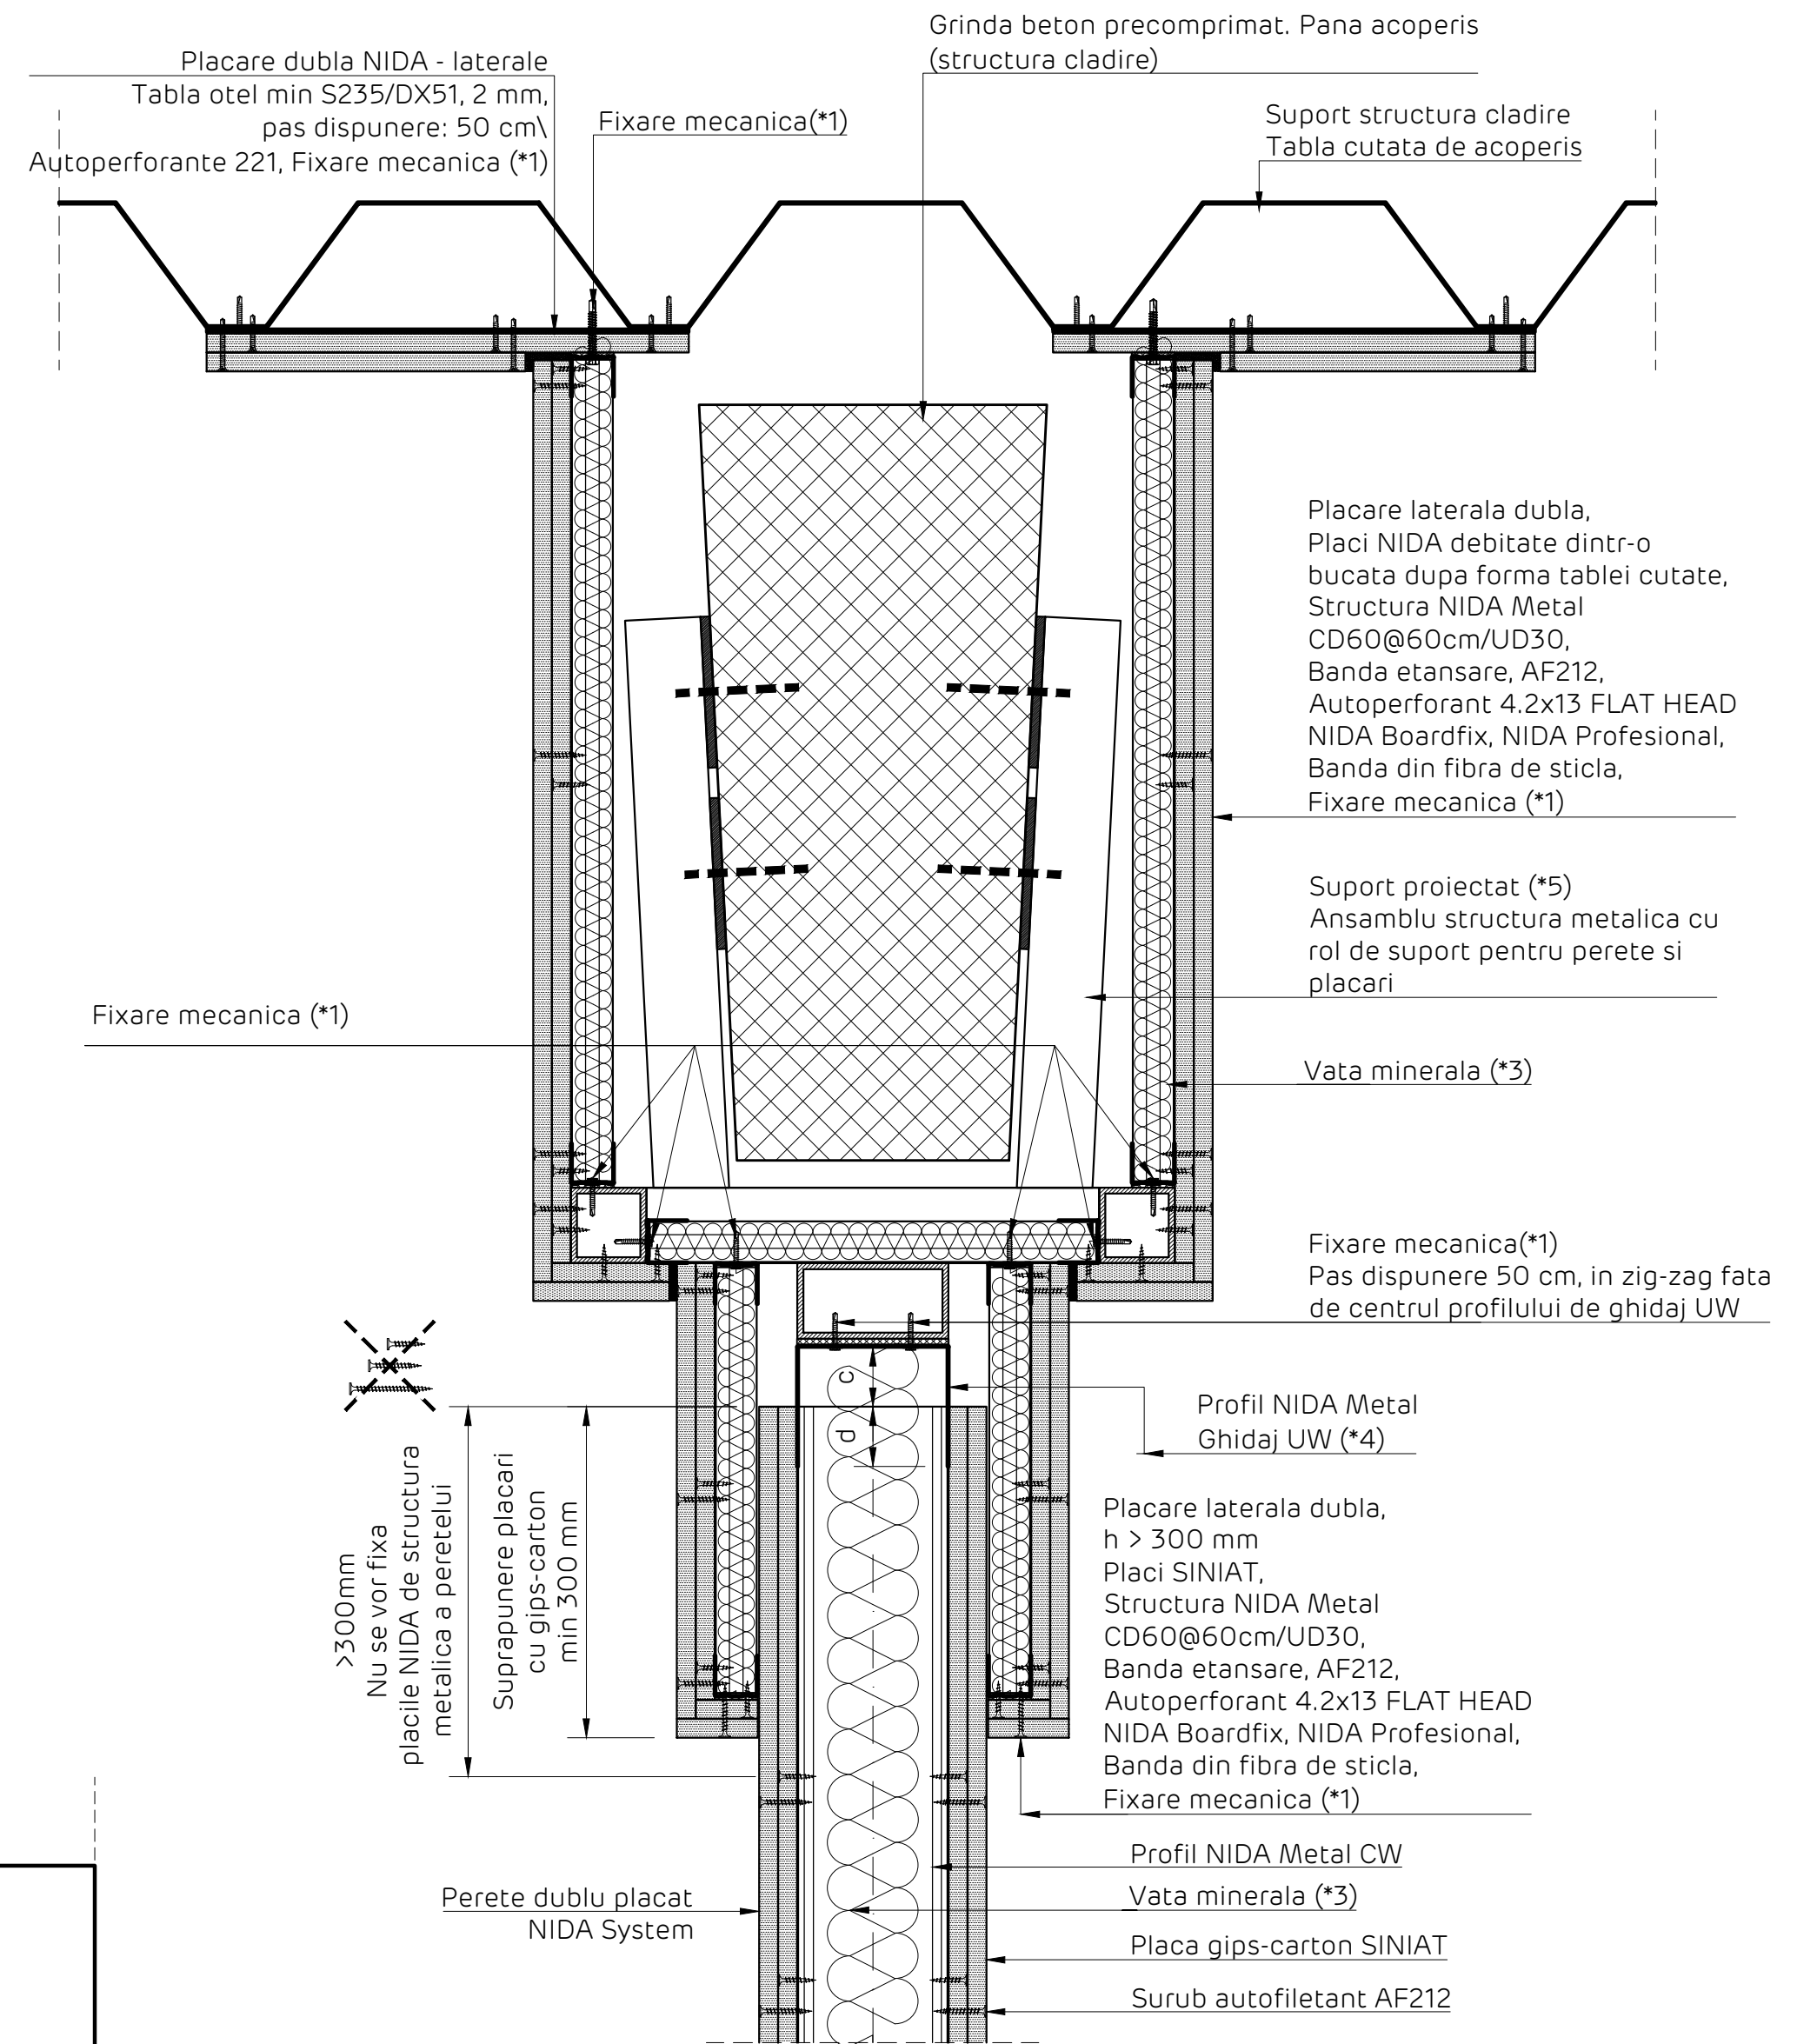 Grinda beton precomprimat. Pana acoperis
(structura cladire)
Placare dubla NIDA - laterale
Tabla otel min S235/DX51, 2 mm,
pas dispunere: 50 cm\
Autoperforante 221, Fixare mecanica (*1)
Fixare mecanica(*1)
Suport structura cladire
Tabla cutata de acoperis
Placare laterala dubla,
Placi NIDA debitate dintr-o
bucata dupa forma tablei cutate,
Structura NIDA Metal
CD60@60cm/UD30,
Banda etansare, AF212,
Autoperforant 4.2x13 FLAT HEAD
NIDA Boardfix, NIDA Profesional,
Banda din fibra de sticla,
Fixare mecanica (*1)
Suport proiectat (*5)
Ansamblu structura metalica cu
rol de suport pentru perete si
placari
Fixare mecanica (*1)
Vata minerala (*3)
Fixare mecanica(*1)
Pas dispunere 50 cm, in zig-zag fata
de centrul profilului de ghidaj UW
c
d
Profil NIDA Metal
Ghidaj UW (*4)
>300mm
Nu se vor fixa
placile NIDA de structura
metalica a peretelui
Suprapunere placari
cu gips-carton
min 300 mm
Placare laterala dubla,
h > 300 mm
Placi SINIAT,
Structura NIDA Metal
CD60@60cm/UD30,
Banda etansare, AF212,
Autoperforant 4.2x13 FLAT HEAD
NIDA Boardfix, NIDA Profesional,
Banda din fibra de sticla,
Fixare mecanica (*1)
Profil NIDA Metal CW
Perete dublu placat
NIDA System
Vata minerala (*3)
Placa gips-carton SINIAT
Surub autofiletant AF212